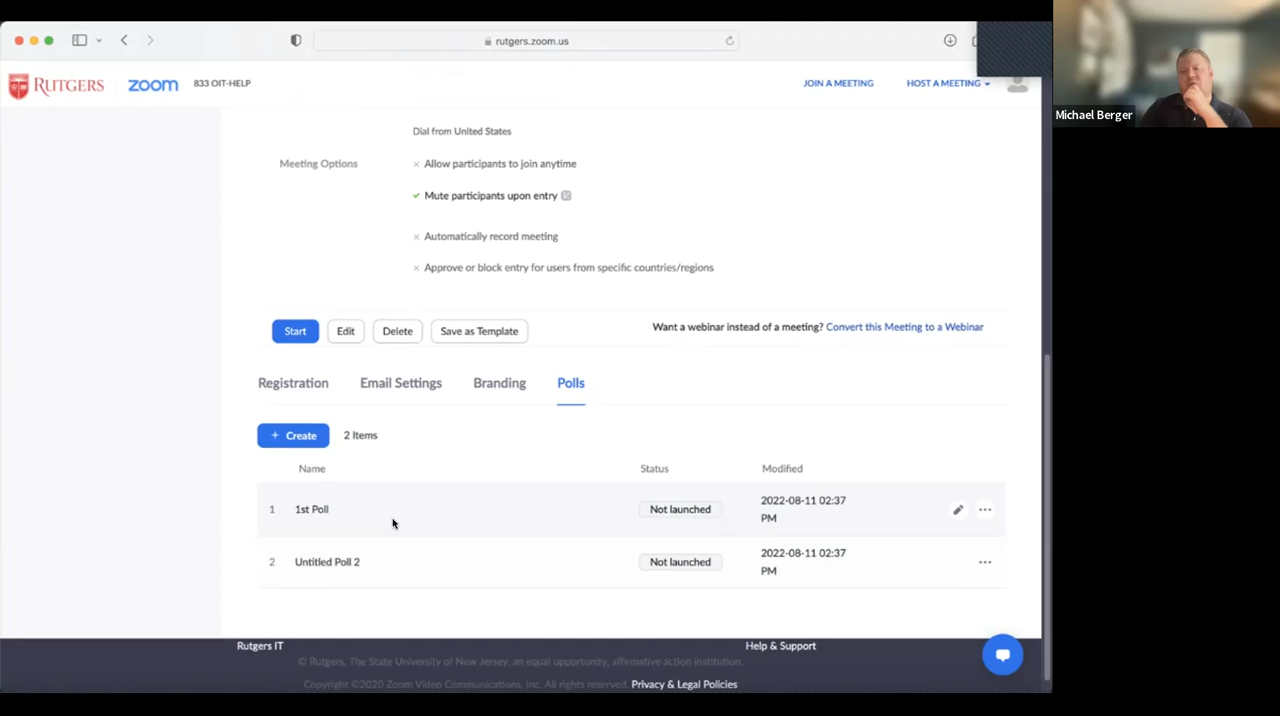 rutgers.zoom.us
RUTGERS
zoom
833 OIT-HELP
JOIN A MEETING
HOST A MEETING
Michael Berger
Dial from United States
Meeting Options
Allow participants to join anytime
Mute participants upon entry
Automatically record meeting
Approve or block entry for users from specific countries/regions
Start
Edit
Delete
Save as Template
Want a webinar instead of a meeting? Convert this Meeting to a Webinar
Registration
Email Settings
Branding
Polls
+ Create
2 Items
Name
Status
Modified
1
1st Poll
Not launched
2022-08-11 02:37
PM
2
Untitled Poll 2
Not launched
2022-08-11 02:37
PM
Rutgers IT
Help & Support
© Rutgers, The State University of New Jersey, an equal opportunity, affirmative action institution.
Copyright ©2020 Zoom Video Communications, Inc. All rights reserved. Privacy & Legal Policies